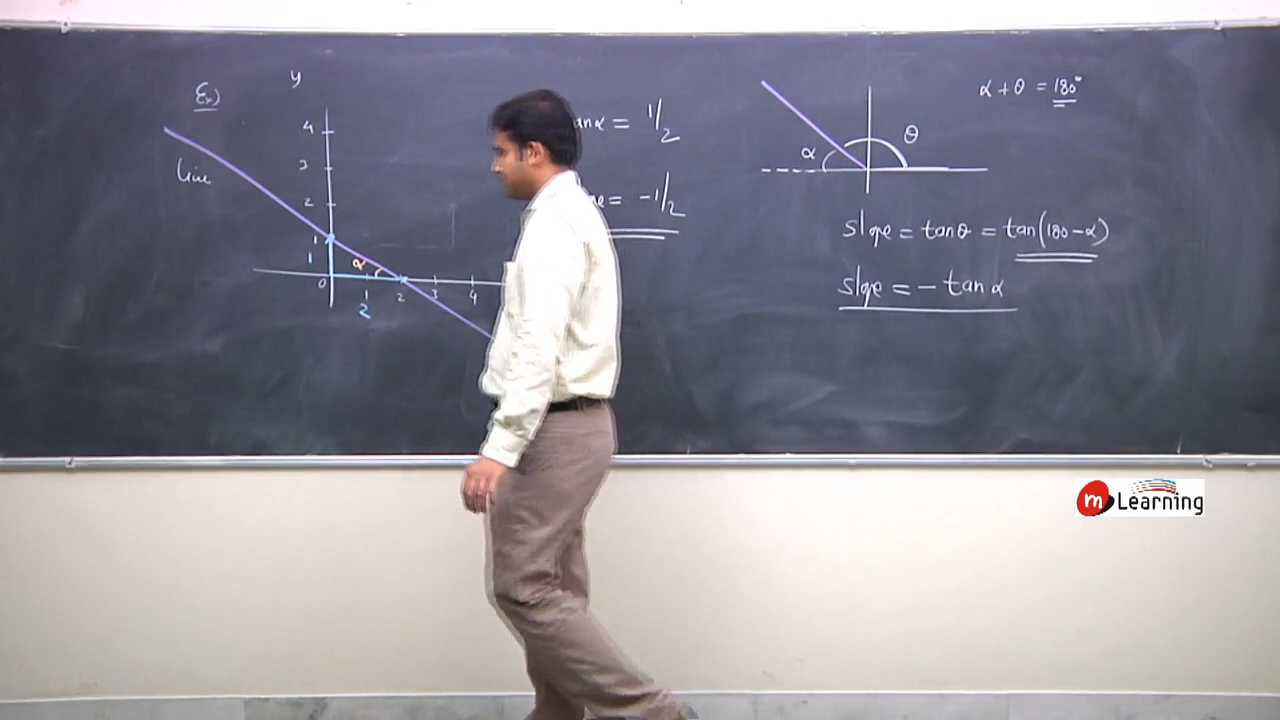 Ex)
y
4
3
2
1
Line
1
α
0
1
2
3
4
2
anα = 1/2
e = -1/2
α + θ = 180°
α
θ
slope = tanθ = tan(180-α)
slope = - tan α
m Learning